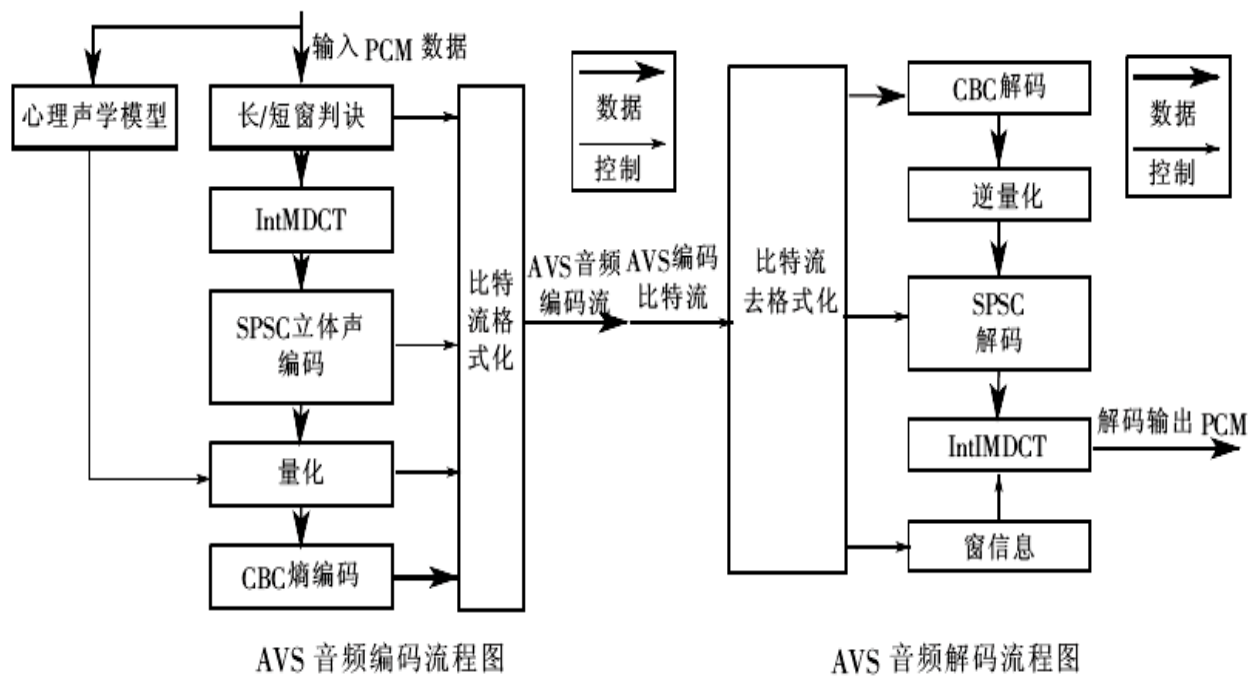 输入 PCM 数据
心理声学模型
长/短窗判诀
IntMDCT
SPSC立体声
编码
量化
CBC熵编码
比特
流格
式化
数据
控制
AVS音频
编码流
AVS编码
比特流
比特流
去格式化
CBC解码
逆量化
SPSC
解码
IntIMDCT
窗信息
数据
控制
解码输出 PCM
AVS 音频编码流程图
AVS 音频解码流程图